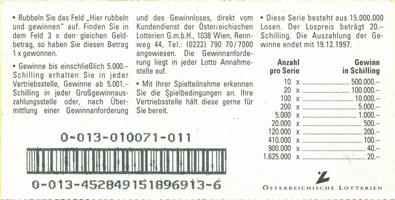 • Rubbeln Sie das Feld „Hier rubbeln
und gewinnen" auf. Finden Sie in
dem Feld 3 x den gleichen Geld-
betrag, so haben Sie diesen Betrag
1 x gewonnen.
• Gewinne bis einschließlich 5.000.–
Schilling erhalten Sie in jeder
Vertriebsstelle, Gewinne ab 5.001.–
Schilling in jeder Großgewinnaus-
zahlungsstelle oder, nach Über-
mittlung einer Gewinnanforderung
und des Gewinnloses, direkt vom
Kundendienst der Österreichischen
Lotterien G.m.b.H., 1038 Wien, Renn-
weg 44, Tel.: (0222) 790 70/7000
angewiesen. Die Gewinnanforde-
rung liegt in jeder Lotto Annahme-
stelle auf.
• Mit Ihrer Spielteilnahme erkennen
Sie die Spielbedingungen an. Ihre
Vertriebsstelle hält diese gerne für
Sie bereit.
• Diese Serie besteht aus 15.000.000
Losen. Der Lospreis beträgt 20.–
Schilling. Die Auszahlung der Ge-
winne endet mit 19.12.1997.
Anzahl Gewinn
pro Serie in Schilling
10 x 500.000.–
20 x 100.000.–
100 x 10.000.–
200 x 5.000.–
5.000 x 1.000.–
20.000 x 500.–
120.000 x 200.–
410.000 x 100.–
900.000 x 40.–
1.625.000 x 20.–
0-013-010071-011
0-013-452849151896913-6
ÖSTERREICHISCHE LOTTERIEN